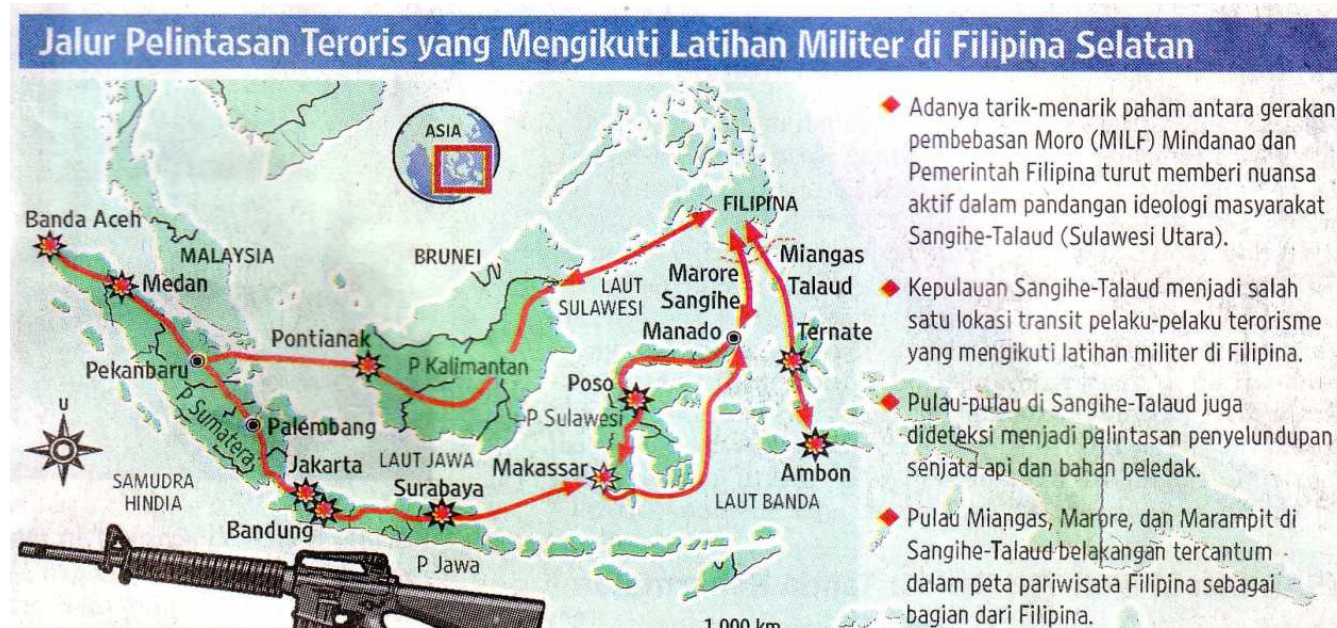 Jalur Pelintasan Teroris yang Mengikuti Latihan Militer di Filipina Selatan
ASIA
Banda Aceh
MALAYSIA
Medan
BRUNEI
FILIPINA
LAUT
SULAWESI
Marore
Sangihe
Miangas
Talaud
Manado
Ternate
Pontianak
Pekanbaru
P Kalimantan
Poso
P Sulawesi
P Sumatera
Palembang
U
Jakarta
LAUT JAWA
Makassar
Ambon
SAMUDRA
HINDIA
Surabaya
LAUT BANDA
Bandung
P Jawa
1.000 km
Adanya tarik-menarik paham antara gerakan
pembebasan Moro (MILF) Mindanao dan
Pemerintah Filipina turut memberi nuansa
aktif dalam pandangan ideologi masyarakat
Sangihe-Talaud (Sulawesi Utara).
Kepulauan Sangihe-Talaud menjadi salah
satu lokasi transit pelaku-pelaku terorisme
yang mengikuti latihan militer di Filipina.
Pulau-pulau di Sangihe-Talaud juga
dideteksi menjadi pelintasan penyelundupan
senjata api dan bahan peledak.
Pulau Miangas, Marore, dan Marampit di
Sangihe-Talaud belakangan tercantum
dalam peta pariwisata Filipina sebagai
bagian dari Filipina.